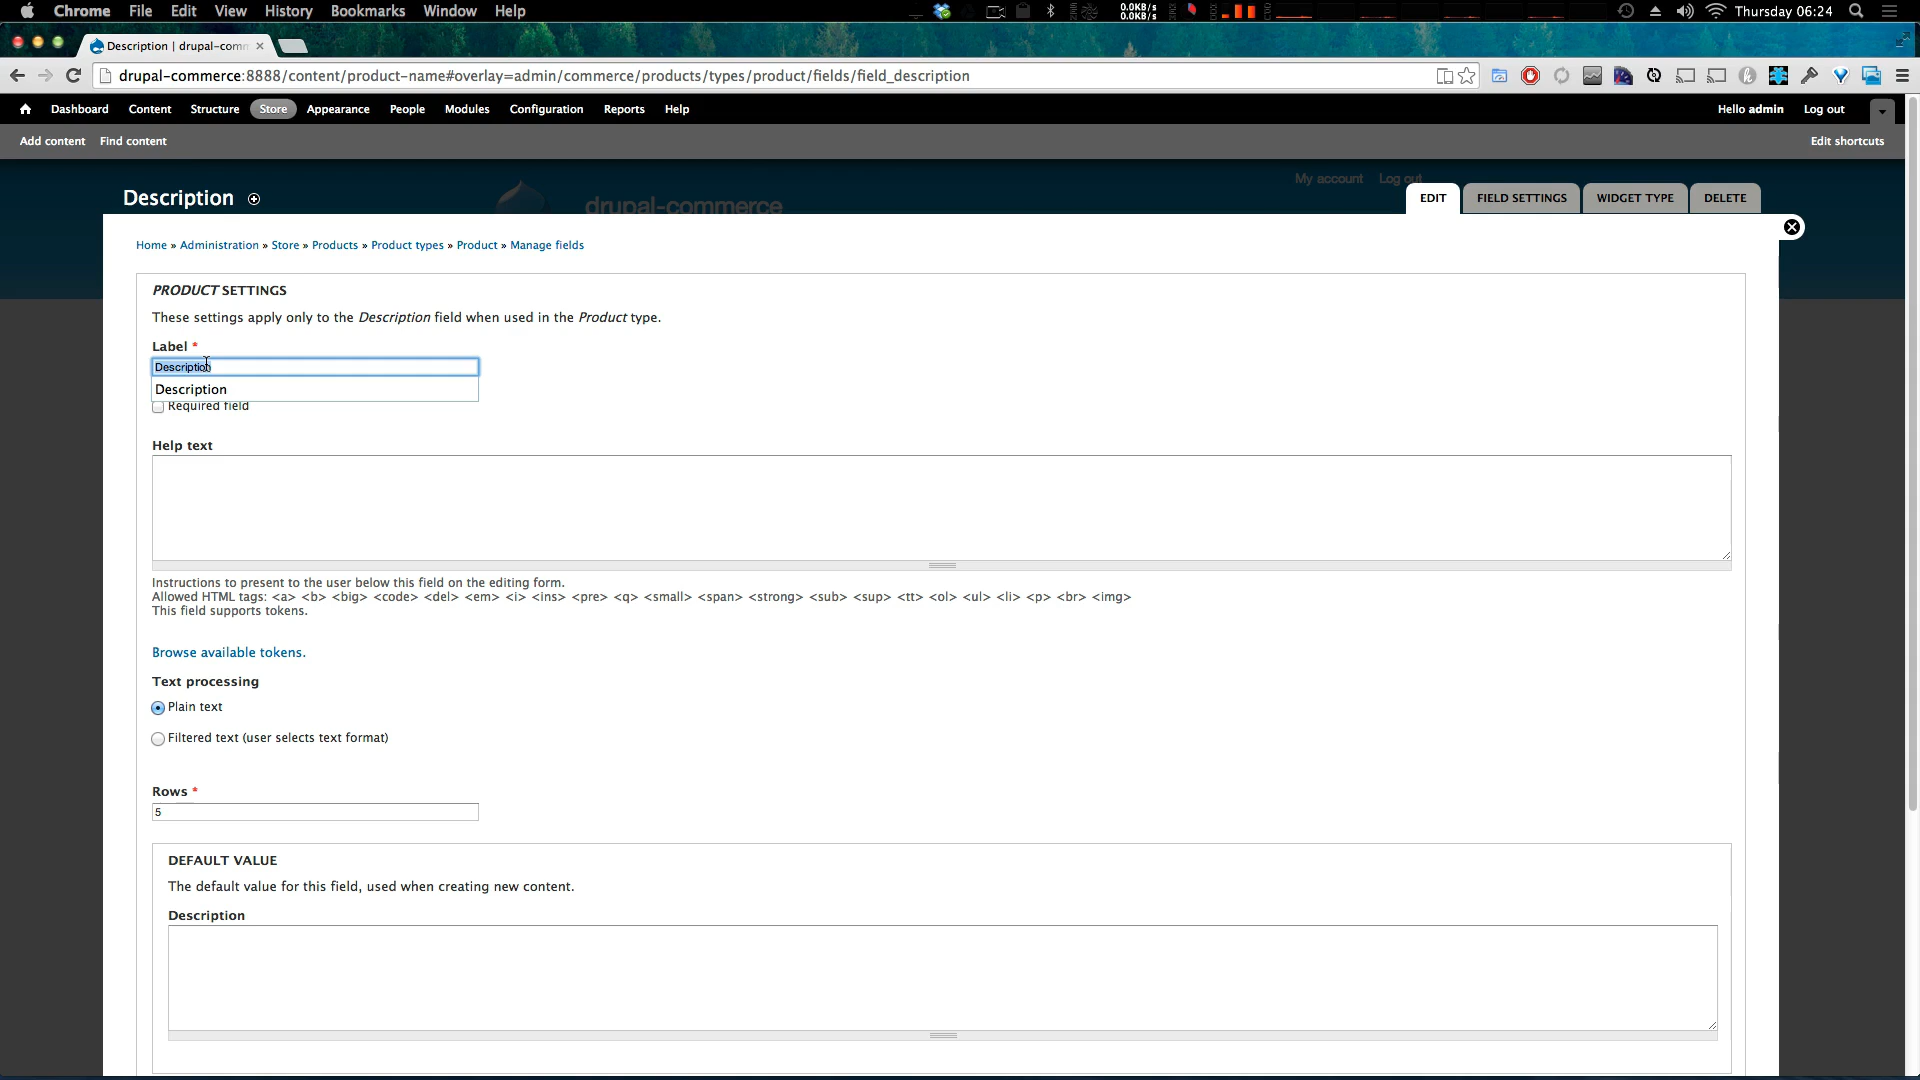 Chrome File Edit View History Bookmarks Window Help 0.0KB/s 0.0KB/s Thursday 06:24
Description | drupal-comm
drupal-commerce:8888/content/product-name#overlay=admin/commerce/products/types/product/fields/field_description
Dashboard Content Structure Store Appearance People Modules Configuration Reports Help Hello admin Log out
Add content Find content Edit shortcuts
My account Log out
drupal-commerce
Description EDIT FIELD SETTINGS WIDGET TYPE DELETE
Home » Administration » Store » Products » Product types » Product » Manage fields
PRODUCT SETTINGS
These settings apply only to the Description field when used in the Product type.
Label *
Description
Description
Required field
Help text
Instructions to present to the user below this field on the editing form.
Allowed HTML tags: <a> <b> <big> <code> <del> <em> <i> <ins> <pre> <q> <small> <span> <strong> <sub> <sup> <tt> <ol> <ul> <li> <p> <br> <img>
This field supports tokens.
Browse available tokens.
Text processing
Plain text
Filtered text (user selects text format)
Rows *
5
DEFAULT VALUE
The default value for this field, used when creating new content.
Description